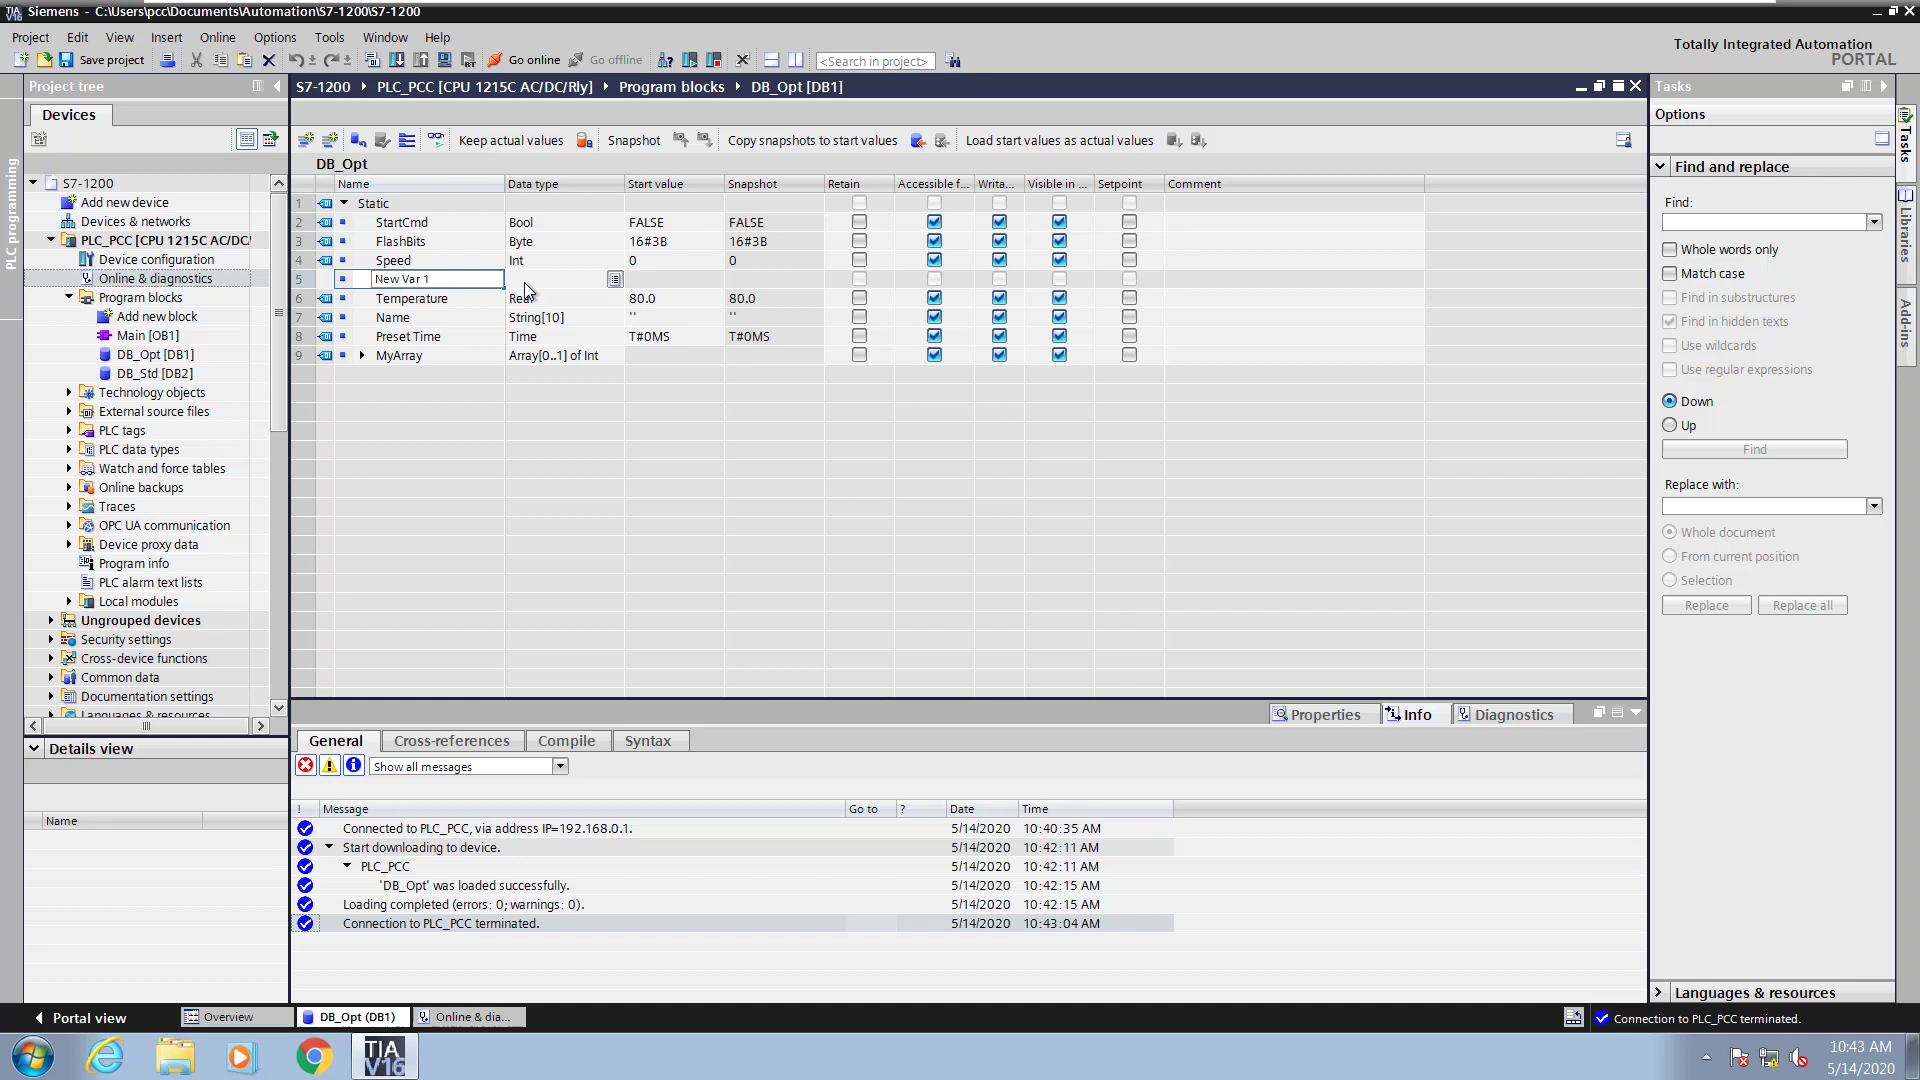 Siemens - C:\Users\pcc\Documents\Automation\S7-1200\S7-1200
Project Edit View Insert Online Options Tools Window Help
Totally Integrated Automation
PORTAL
Save project Go online Go offline <Search in project>
Project tree
S7-1200 PLC_PCC [CPU 1215C AC/DC/Rly] Program blocks DB_Opt [DB1]
Tasks
Devices
Options
Keep actual values Snapshot Copy snapshots to start values Load start values as actual values
PLC programming
DB_Opt
Name Data type Start value Snapshot Retain Accessible f... Writa... Visible in ... Setpoint Comment
1 Static
2 StartCmd Bool FALSE FALSE
3 FlashBits Byte 16#3B 16#3B
4 Speed Int 0 0
5 New Var 1
6 Temperature 80.0 80.0
7 Name String[10] '' ''
8 Preset Time Time T#0MS T#0MS
9 MyArray Array[0..1] of Int
S7-1200
Add new device
Devices & networks
PLC_PCC [CPU 1215C AC/DC/
Device configuration
Online & diagnostics
Program blocks
Add new block
Main [OB1]
DB_Opt [DB1]
DB_Std [DB2]
Technology objects
External source files
PLC tags
PLC data types
Watch and force tables
Online backups
Traces
OPC UA communication
Device proxy data
Program info
PLC alarm text lists
Local modules
Ungrouped devices
Security settings
Cross-device functions
Common data
Documentation settings
Languages & resources
Details view
Name
Find and replace
Find:
Whole words only
Match case
Find in substructures
Find in hidden texts
Use wildcards
Use regular expressions
Down
Up
Find
Replace with:
Whole document
From current position
Selection
Replace Replace all
Languages & resources
Tasks
Libraries
Add-ins
Properties Info Diagnostics
General Cross-references Compile Syntax
Show all messages
! Message Go to ? Date Time
Connected to PLC_PCC, via address IP=192.168.0.1. 5/14/2020 10:40:35 AM
Start downloading to device. 5/14/2020 10:42:11 AM
PLC_PCC 5/14/2020 10:42:11 AM
'DB_Opt' was loaded successfully. 5/14/2020 10:42:15 AM
Loading completed (errors: 0; warnings: 0). 5/14/2020 10:42:15 AM
Connection to PLC_PCC terminated. 5/14/2020 10:43:04 AM
Portal view Overview DB_Opt (DB1) Online & dia...
Connection to PLC_PCC terminated.
TIA
V16
10:43 AM
5/14/2020